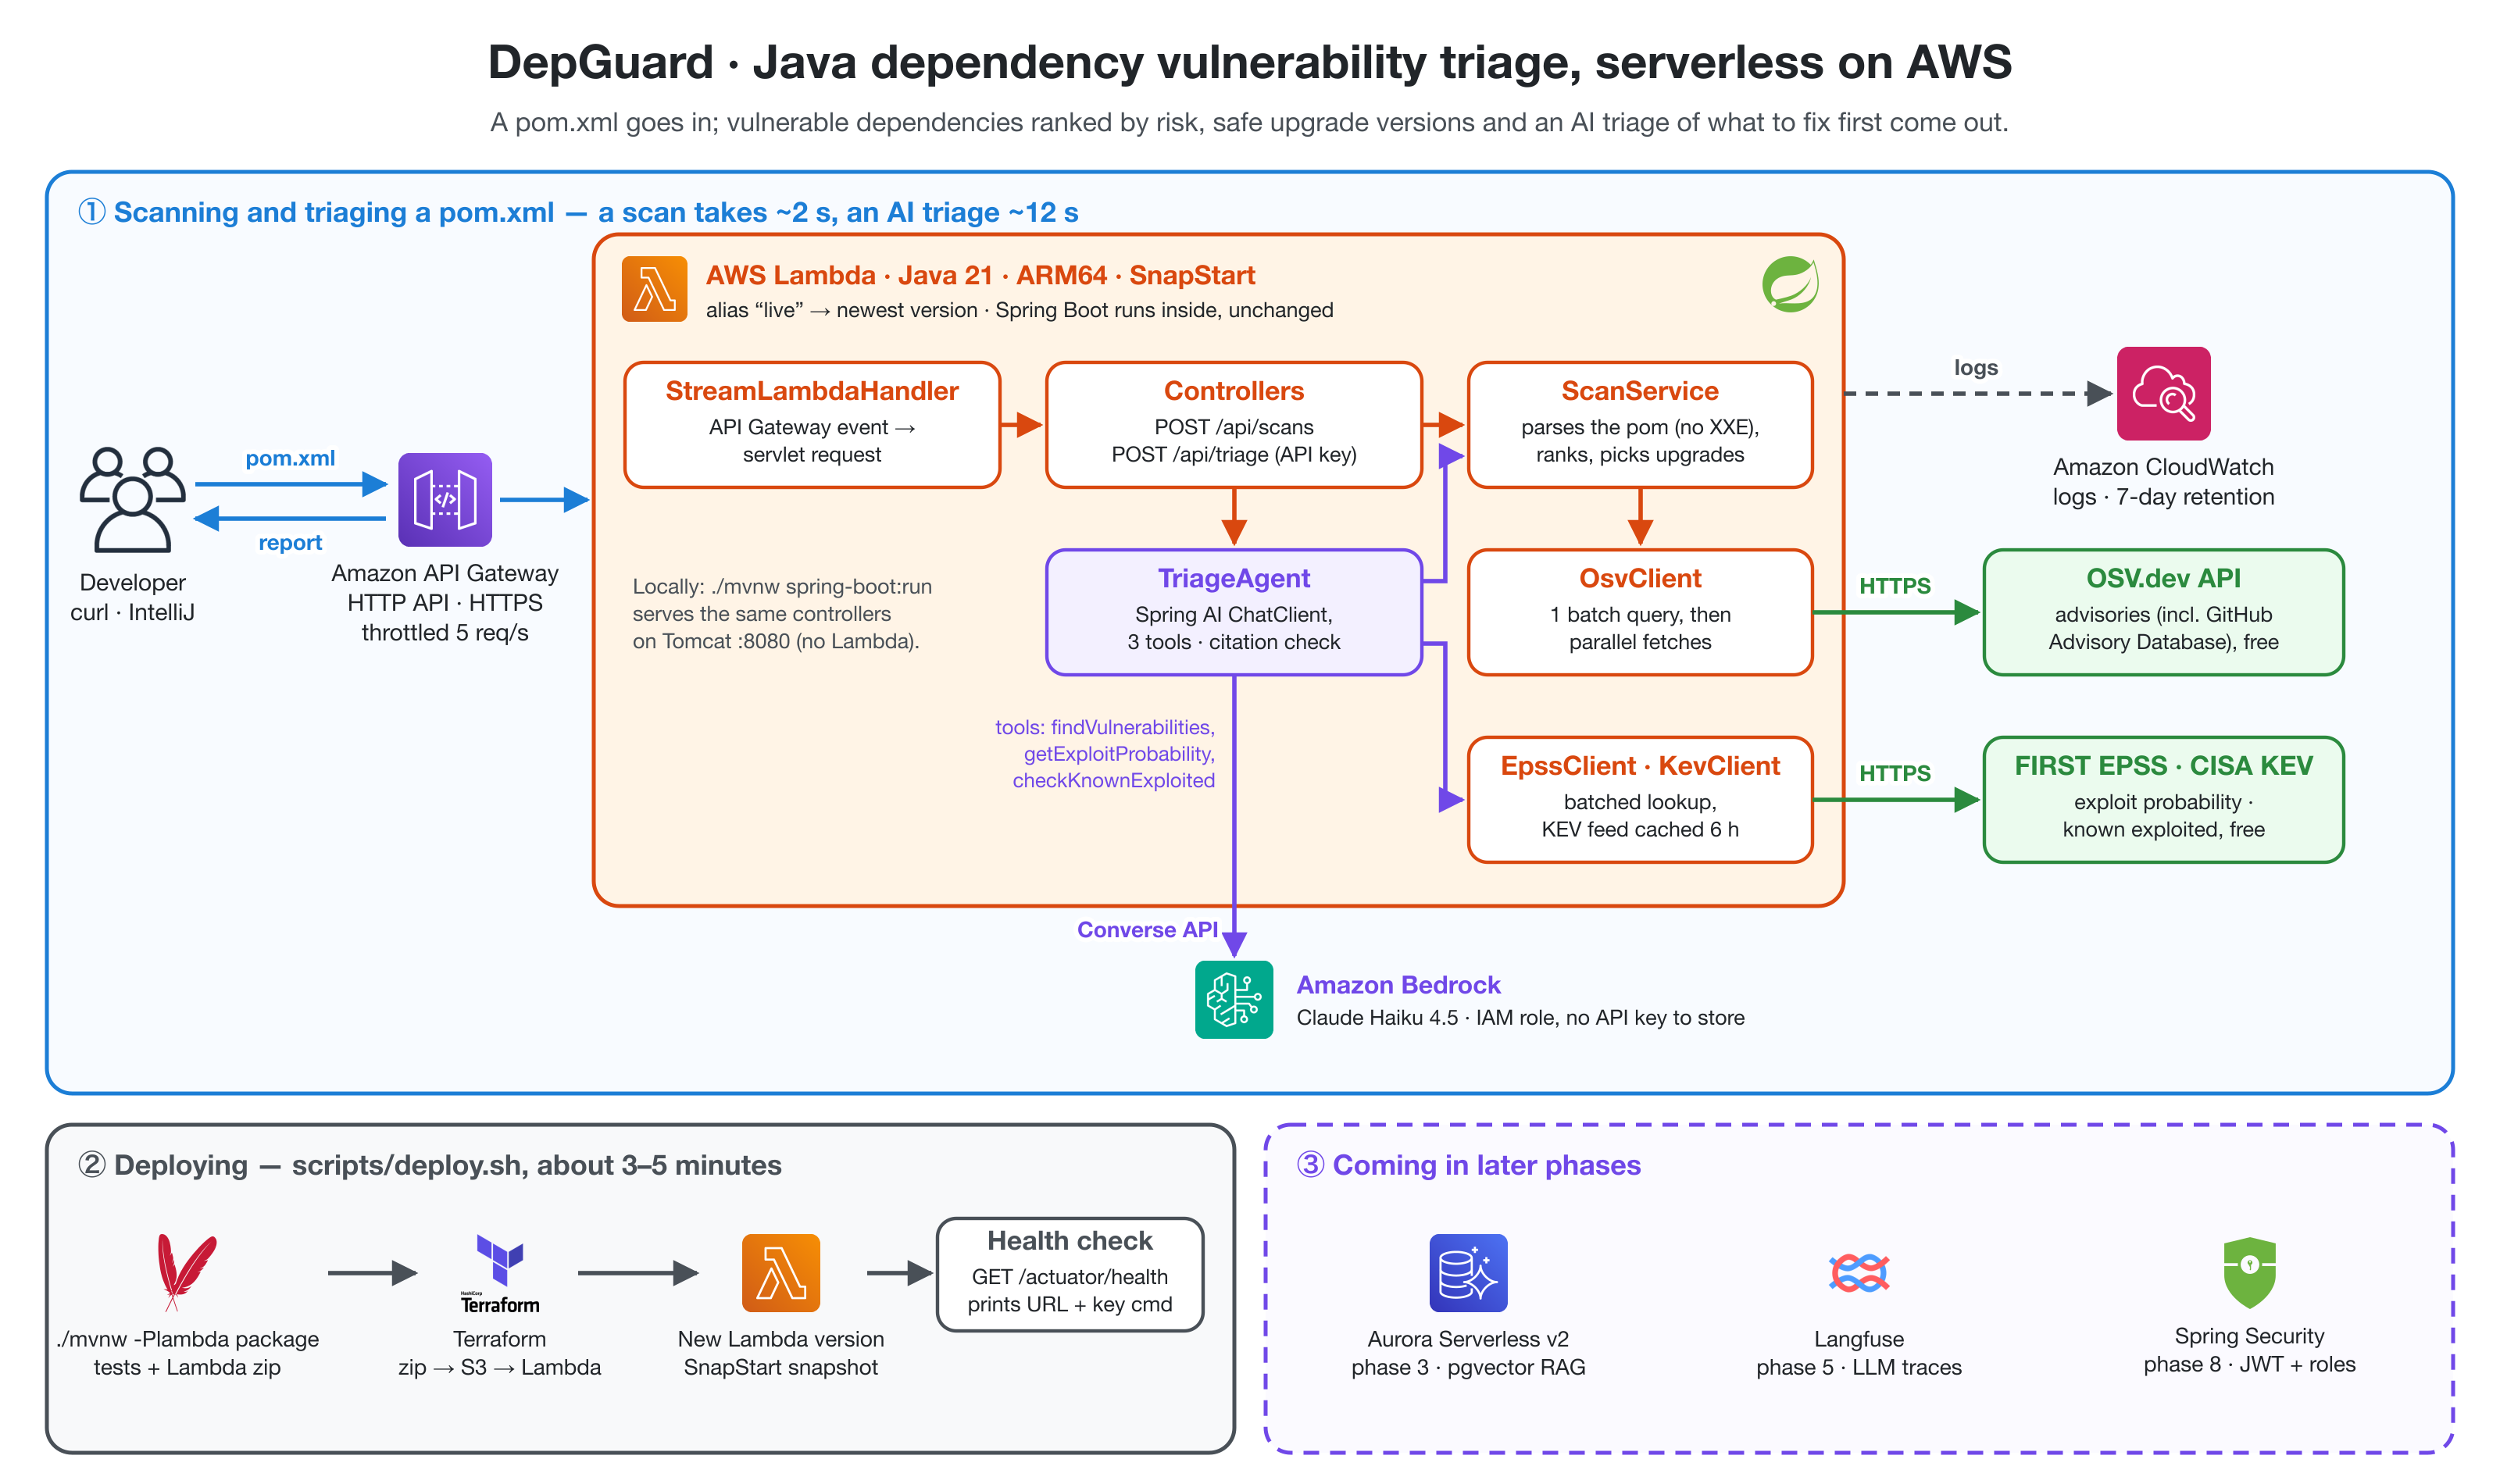 DepGuard · Java dependency vulnerability triage, serverless on AWS
A pom.xml goes in; vulnerable dependencies ranked by risk, safe upgrade versions and an AI triage of what to fix first come out.
① Scanning and triaging a pom.xml — a scan takes ~2 s, an AI triage ~12 s
AWS Lambda · Java 21 · ARM64 · SnapStart
alias “live” → newest version · Spring Boot runs inside, unchanged
StreamLambdaHandler
API Gateway event →
servlet request
Controllers
POST /api/scans
POST /api/triage (API key)
ScanService
parses the pom (no XXE),
ranks, picks upgrades
logs
Amazon CloudWatch
logs · 7-day retention
pom.xml
report
Developer
curl · IntelliJ
Amazon API Gateway
HTTP API · HTTPS
throttled 5 req/s
Locally: ./mvnw spring-boot:run
serves the same controllers
on Tomcat :8080 (no Lambda).
TriageAgent
Spring AI ChatClient,
3 tools · citation check
OsvClient
1 batch query, then
parallel fetches
HTTPS
OSV.dev API
advisories (incl. GitHub
Advisory Database), free
tools: findVulnerabilities,
getExploitProbability,
checkKnownExploited
EpssClient · KevClient
batched lookup,
KEV feed cached 6 h
HTTPS
FIRST EPSS · CISA KEV
exploit probability ·
known exploited, free
Converse API
Amazon Bedrock
Claude Haiku 4.5 · IAM role, no API key to store
② Deploying — scripts/deploy.sh, about 3–5 minutes
./mvnw -Plambda package
tests + Lambda zip
HashiCorp
Terraform
Terraform
zip → S3 → Lambda
New Lambda version
SnapStart snapshot
Health check
GET /actuator/health
prints URL + key cmd
③ Coming in later phases
Aurora Serverless v2
phase 3 · pgvector RAG
Langfuse
phase 5 · LLM traces
Spring Security
phase 8 · JWT + roles